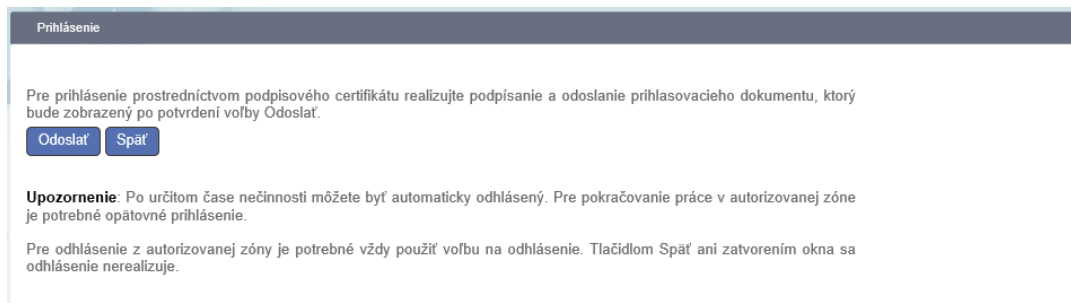 Prihlásenie
Pre prihlásenie prostredníctvom podpisového certifikátu realizujte podpísanie a odoslanie prihlasovacieho dokumentu, ktorý
bude zobrazený po potvrdení voľby Odoslať.
Odoslať Späť
Upozornenie: Po určitom čase nečinnosti môžete byť automaticky odhlásený. Pre pokračovanie práce v autorizovanej zóne
je potrebné opätovné prihlásenie.
Pre odhlásenie z autorizovanej zóny je potrebné vždy použiť voľbu na odhlásenie. Tlačidlom Späť ani zatvorením okna sa
odhlásenie nerealizuje.